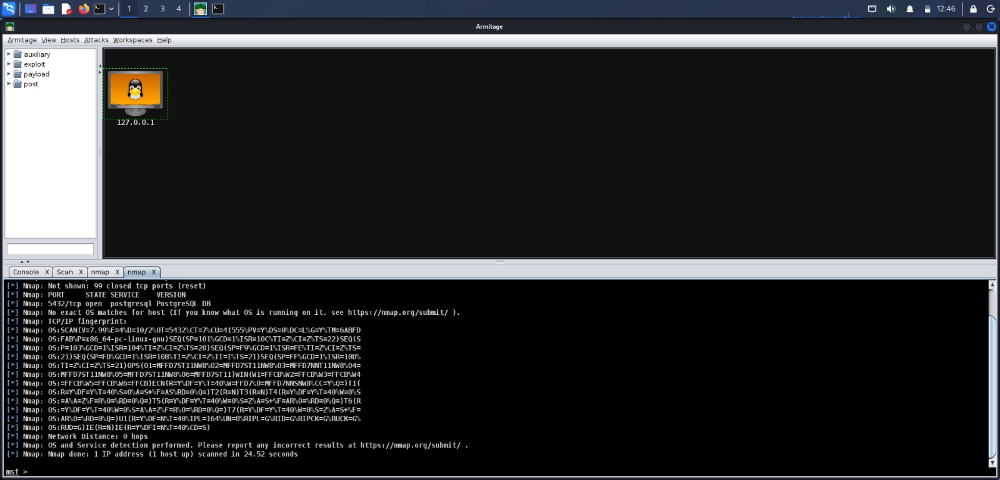 1 2 3 4
12:46
Armitage
Armitage View Hosts Attacks Workspaces Help
auxiliary
exploit
payload
post
127.0.0.1
Console X Scan X nmap X nmap X
[*] Nmap: Not shown: 99 closed tcp ports (reset)
[*] Nmap: PORT     STATE SERVICE    VERSION
[*] Nmap: 5432/tcp open  postgresql PostgreSQL DB
[*] Nmap: No exact OS matches for host (If you know what OS is running on it, see https://nmap.org/submit/ ).
[*] Nmap: TCP/IP fingerprint:
[*] Nmap: OS:SCAN(V=7.99%E=4%D=10/2%OT=5432%CT=7%CU=41555%PV=Y%DS=0%DC=L%G=Y%TM=6ABFD
[*] Nmap: OS:FAB%P=x86_64-pc-linux-gnu)SEQ(SP=101%GCD=1%ISR=10C%TI=Z%CI=Z%TS=22)SEQ(S
[*] Nmap: OS:P=103%GCD=1%ISR=104%TI=Z%CI=Z%TS=20)SEQ(SP=F9%GCD=1%ISR=FE%TI=Z%CI=Z%TS=
[*] Nmap: OS:21)SEQ(SP=FD%GCD=1%ISR=10B%TI=Z%CI=Z%II=I%TS=21)SEQ(SP=FF%GCD=1%ISR=10D%
[*] Nmap: OS:TI=Z%CI=Z%TS=21)OPS(O1=MFFD7ST11NW8%O2=MFFD7ST11NW8%O3=MFFD7NNT11NW8%O4=
[*] Nmap: OS:MFFD7ST11NW8%O5=MFFD7ST11NW8%O6=MFFD7ST11)WIN(W1=FFCB%W2=FFCB%W3=FFCB%W4
[*] Nmap: OS:=FFCB%W5=FFCB%W6=FFCB)ECN(R=Y%DF=Y%T=40%W=FFD7%O=MFFD7NNSNW8%CC=Y%Q=)T1(
[*] Nmap: OS:R=Y%DF=Y%T=40%S=O%A=S+%F=AS%RD=0%Q=)T2(R=N)T3(R=N)T4(R=Y%DF=Y%T=40%W=0%S
[*] Nmap: OS:=A%A=Z%F=R%O=%RD=0%Q=)T5(R=Y%DF=Y%T=40%W=0%S=Z%A=S+%F=AR%O=%RD=0%Q=)T6(R
[*] Nmap: OS:=Y%DF=Y%T=40%W=0%S=A%A=Z%F=R%O=%RD=0%Q=)T7(R=Y%DF=Y%T=40%W=0%S=Z%A=S+%F=
[*] Nmap: OS:AR%O=%RD=0%Q=)U1(R=Y%DF=N%T=40%IPL=164%UN=0%RIPL=G%RID=G%RIPCK=G%RUCK=G%
[*] Nmap: OS:RUD=G)IE(R=N)IE(R=Y%DFI=N%T=40%CD=S)
[*] Nmap: Network Distance: 0 hops
[*] Nmap: OS and Service detection performed. Please report any incorrect results at https://nmap.org/submit/ .
[*] Nmap: Nmap done: 1 IP address (1 host up) scanned in 24.52 seconds
msf >